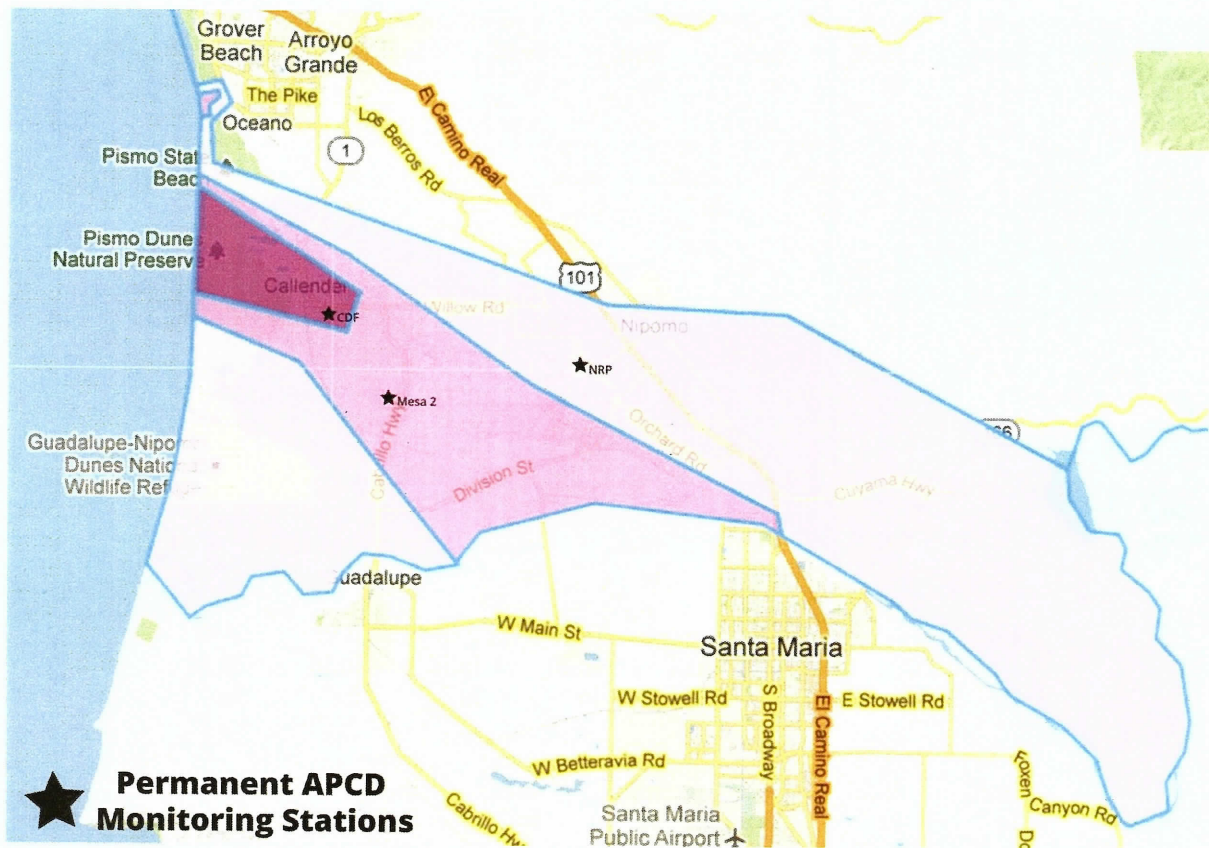 Grover
Beach
Arroyo
Grande
The Pike
El Camino Real
Oceano
Los Berros Rd
1
Pismo Stat
Beac
Pismo Dunes
Natural Preserve
101
Callender
CDF
Willow Rd
Nipomo
NRP
Mesa 2
Cabrillo Hwy
Orchard Rd
66
Guadalupe-Nipo
Dunes Natio
Wildlife Ref
Division St
Cuyama Hwy
uadalupe
W Main St
Santa Maria
W Stowell Rd
S Broadway
El Camino Real
E Stowell Rd
W Betteravia Rd
Foxen
Canyon Rd
Do
Cabrillo Hw
Santa Maria
Public Airport
Permanent APCD
Monitoring Stations